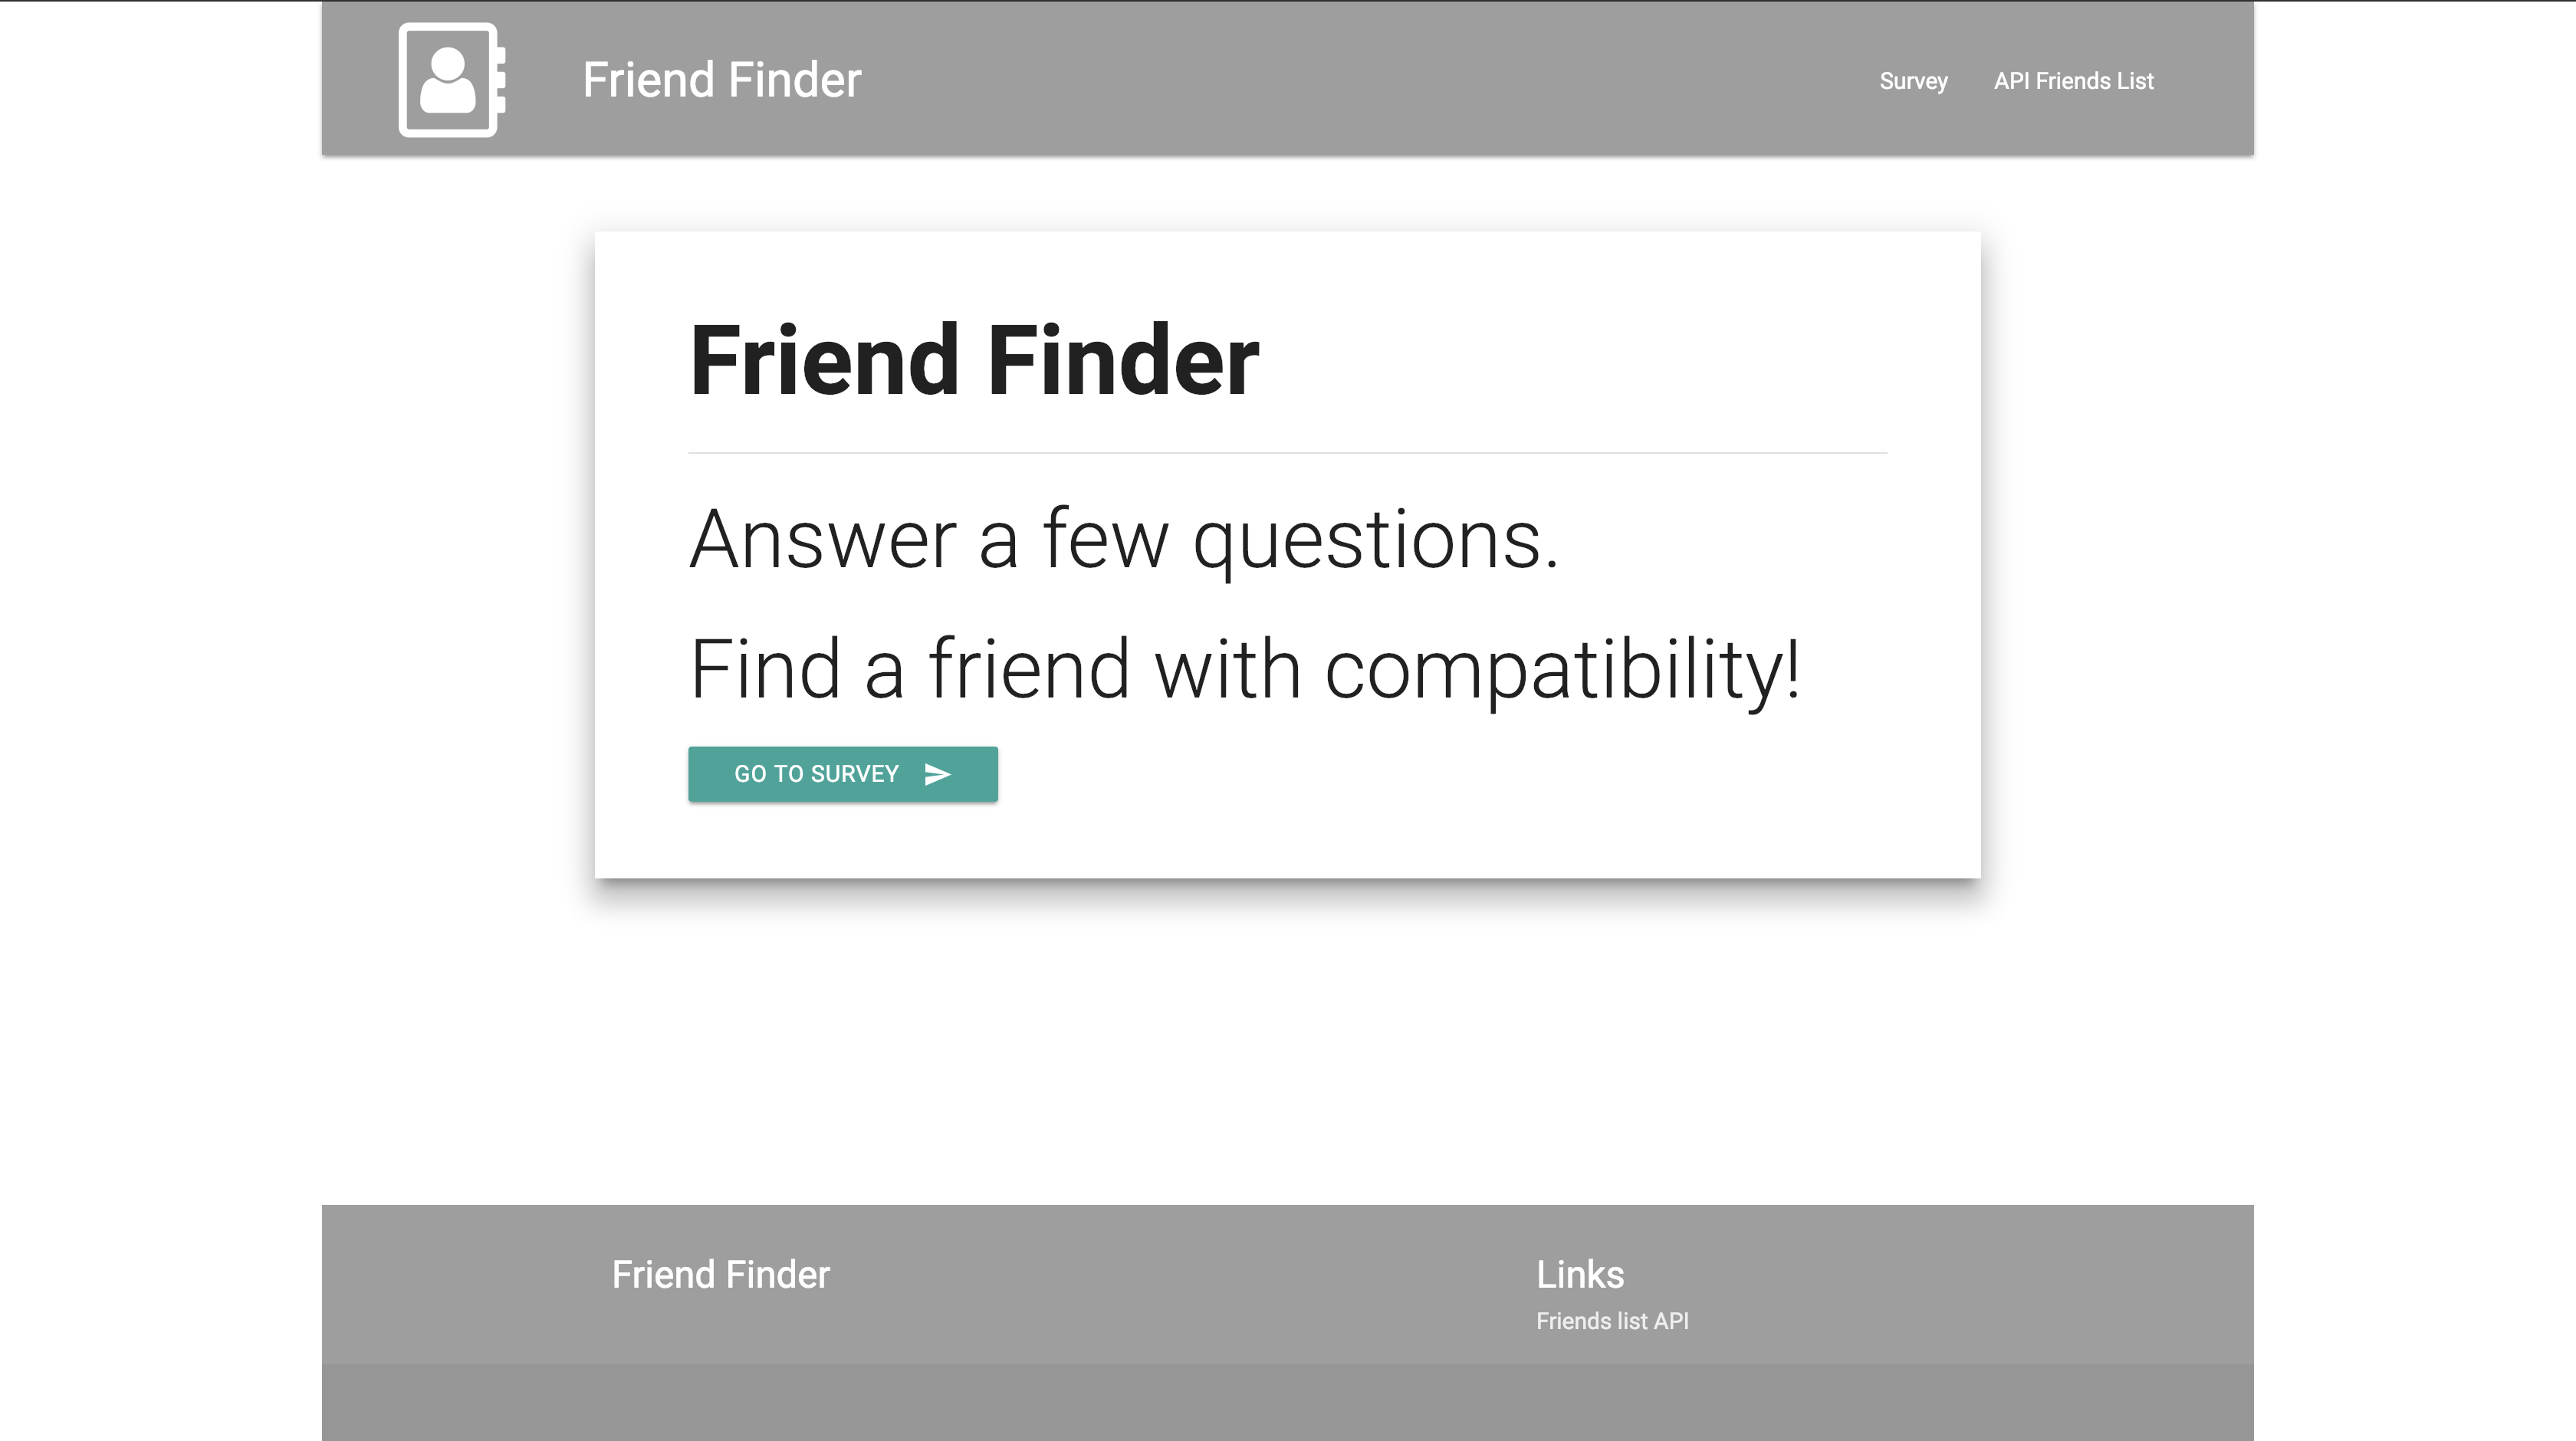 Friend Finder
Survey
API Friends List
Friend Finder
Answer a few questions.
Find a friend with compatibility!
GO TO SURVEY
Friend Finder
Links
Friends list API